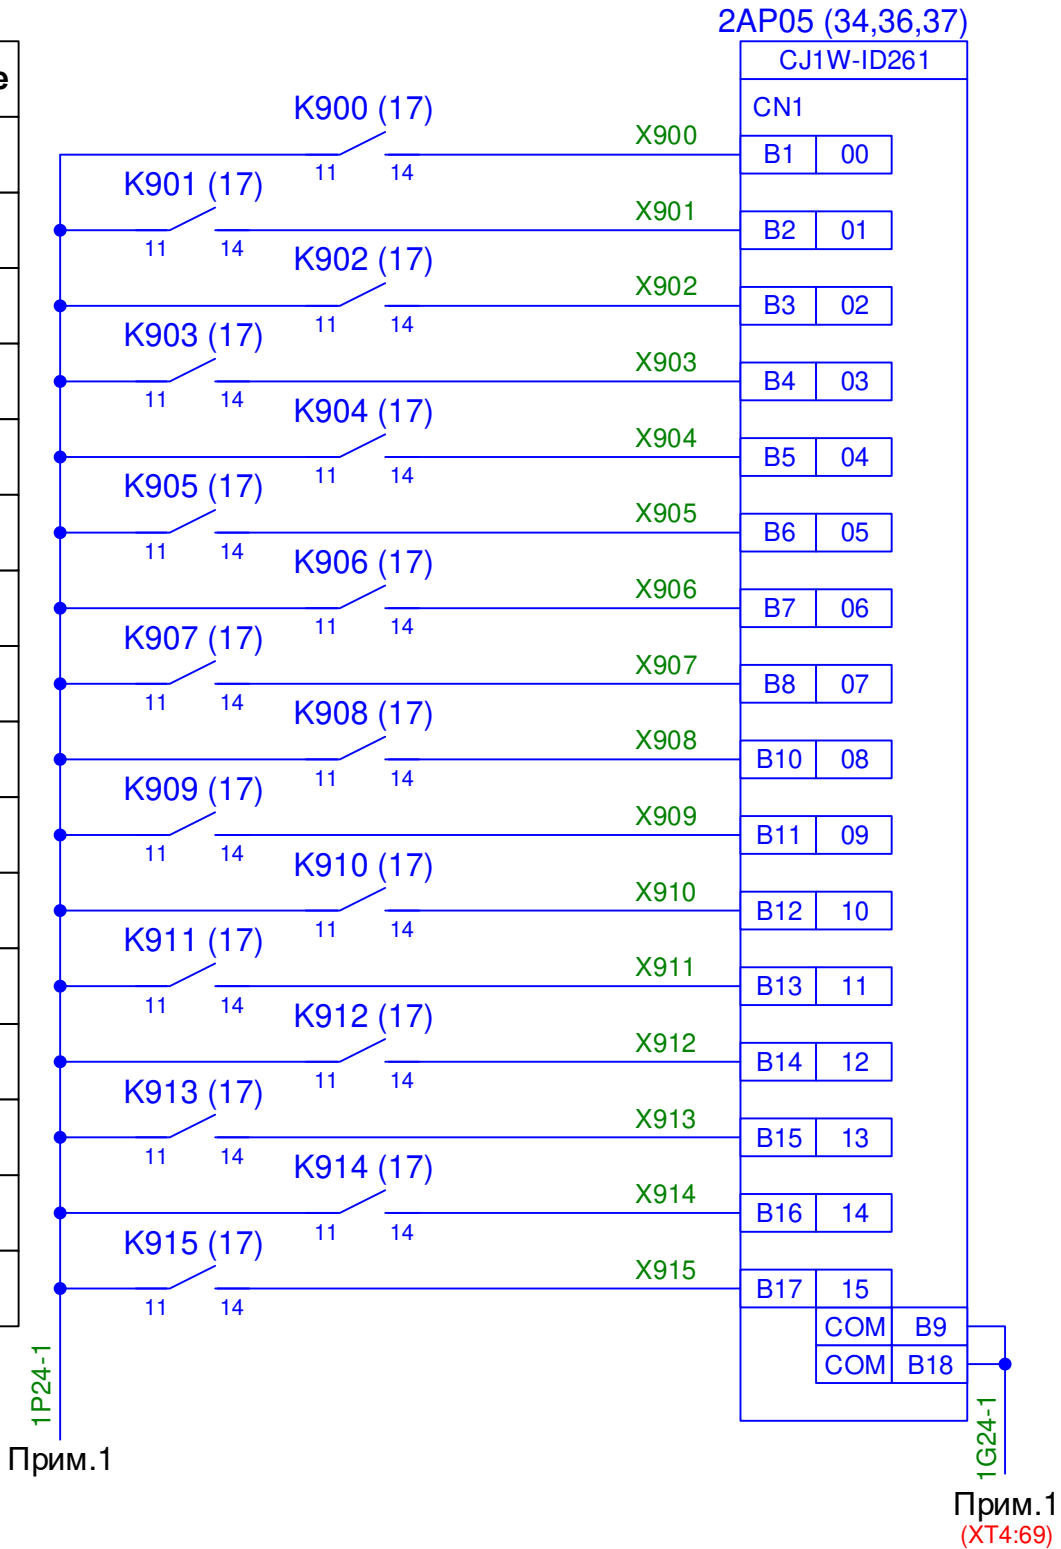 2AP05 (34,36,37)
CJ1W-ID261
e
CN1
K900 (17)
X900
B1 00
11 14
K901 (17)
X901
B2 01
11 14
K902 (17)
X902
B3 02
11 14
K903 (17)
X903
B4 03
11 14
K904 (17)
X904
B5 04
11 14
K905 (17)
X905
B6 05
11 14
K906 (17)
X906
B7 06
11 14
K907 (17)
X907
B8 07
11 14
K908 (17)
X908
B10 08
11 14
K909 (17)
X909
B11 09
11 14
K910 (17)
X910
B12 10
11 14
K911 (17)
X911
B13 11
11 14
K912 (17)
X912
B14 12
11 14
K913 (17)
X913
B15 13
11 14
K914 (17)
X914
B16 14
11 14
K915 (17)
X915
B17 15
11 14
COM B9
COM B18
1P24-1
1G24-1
Прим.1
Прим.1
(XT4:69)